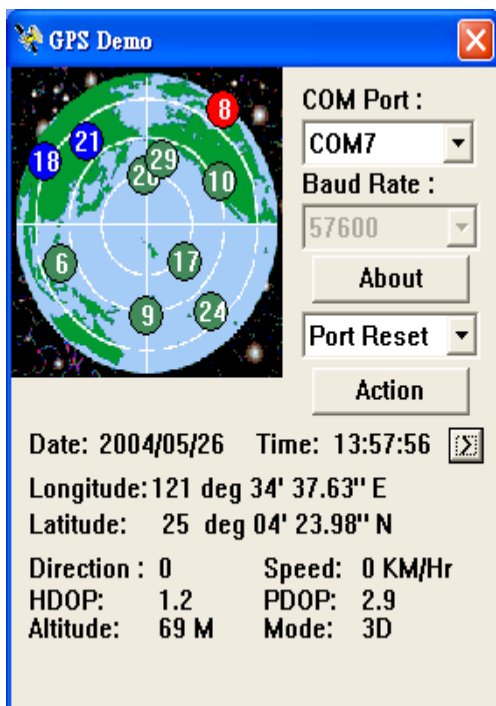 GPS Demo
8
21
18
29
10
6
17
9
24
COM Port :
COM7
Baud Rate :
57600
About
Port Reset
Action
Date: 2004/05/26 Time: 13:57:56
Longitude: 121 deg 34' 37.63'' E
Latitude: 25 deg 04' 23.98'' N
Direction : 0 Speed: 0 KM/Hr
HDOP: 1.2 PDOP: 2.9
Altitude: 69 M Mode: 3D